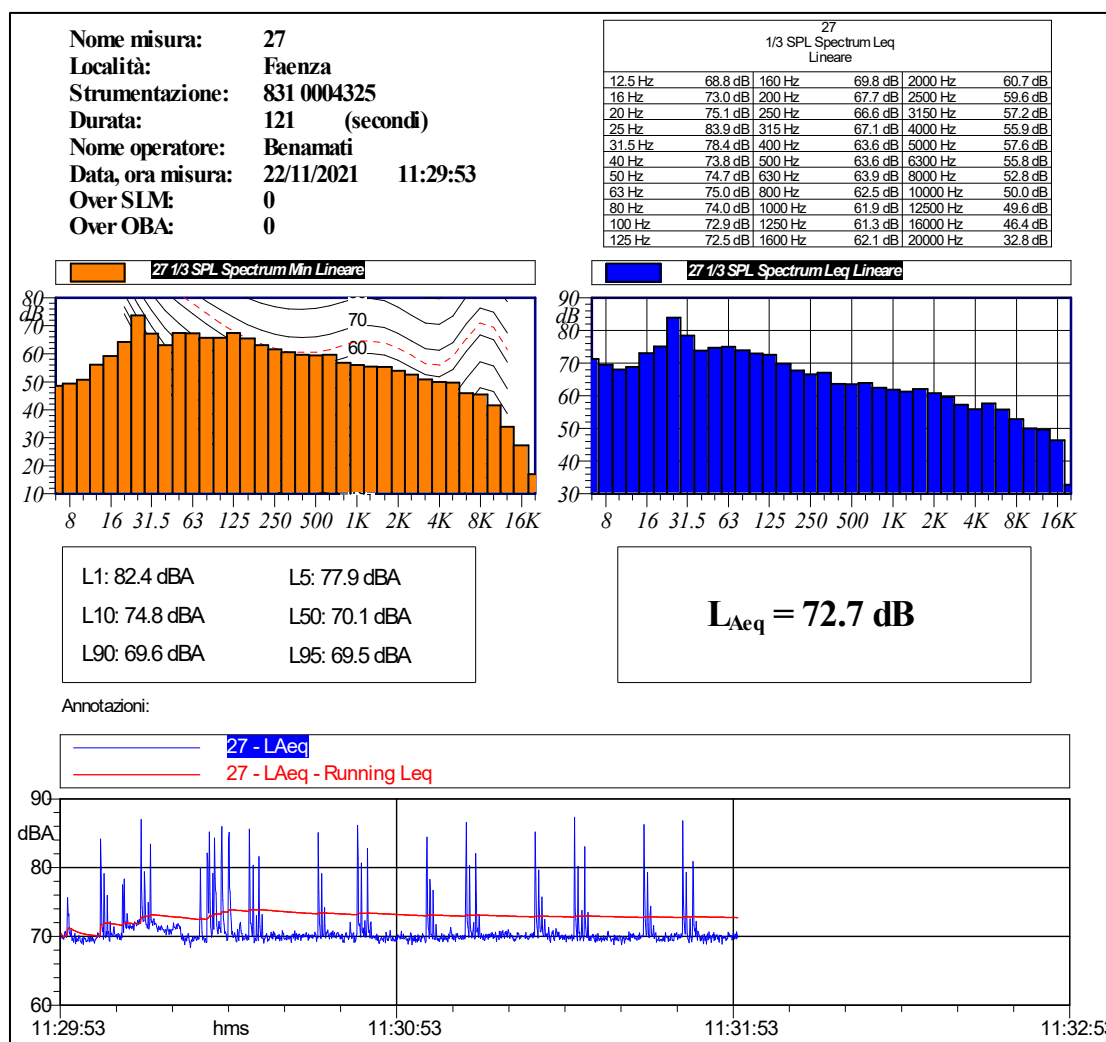 Nome misura: 27
Località: Faenza
Strumentazione: 831 0004325
Durata: 121 (secondi)
Nome operatore: Benamati
Data, ora misura: 22/11/2021 11:29:53
Over SLM: 0
Over OBA: 0
27
1/3 SPL Spectrum Leq
Lineare
12.5 Hz 68.8 dB 160 Hz 69.8 dB 2000 Hz 60.7 dB
16 Hz 73.0 dB 200 Hz 67.7 dB 2500 Hz 59.6 dB
20 Hz 75.1 dB 250 Hz 66.6 dB 3150 Hz 57.2 dB
25 Hz 83.9 dB 315 Hz 67.1 dB 4000 Hz 55.9 dB
31.5 Hz 78.4 dB 400 Hz 63.6 dB 5000 Hz 57.6 dB
40 Hz 73.8 dB 500 Hz 63.6 dB 6300 Hz 55.8 dB
50 Hz 74.7 dB 630 Hz 63.9 dB 8000 Hz 52.8 dB
63 Hz 75.0 dB 800 Hz 62.5 dB 10000 Hz 50.0 dB
80 Hz 74.0 dB 1000 Hz 61.9 dB 12500 Hz 49.6 dB
100 Hz 72.9 dB 1250 Hz 61.3 dB 16000 Hz 46.4 dB
125 Hz 72.5 dB 1600 Hz 62.1 dB 20000 Hz 32.8 dB
27 1/3 SPL Spectrum Min Lineare
80
dB
70
60
50
40
30
20
10
70
60
8 16 31.5 63 125 250 500 1K 2K 4K 8K 16K
27 1/3 SPL Spectrum Leq Lineare
90
dB
80
70
60
50
40
30
8 16 31.5 63 125 250 500 1K 2K 4K 8K 16K
L1: 82.4 dBA L5: 77.9 dBA
L10: 74.8 dBA L50: 70.1 dBA
L90: 69.6 dBA L95: 69.5 dBA
LAeq = 72.7 dB
Annotazioni:
27 - LAeq
27 - LAeq - Running Leq
90
dBA
80
70
60
11:29:53 hms 11:30:53 11:31:53 11:32:53